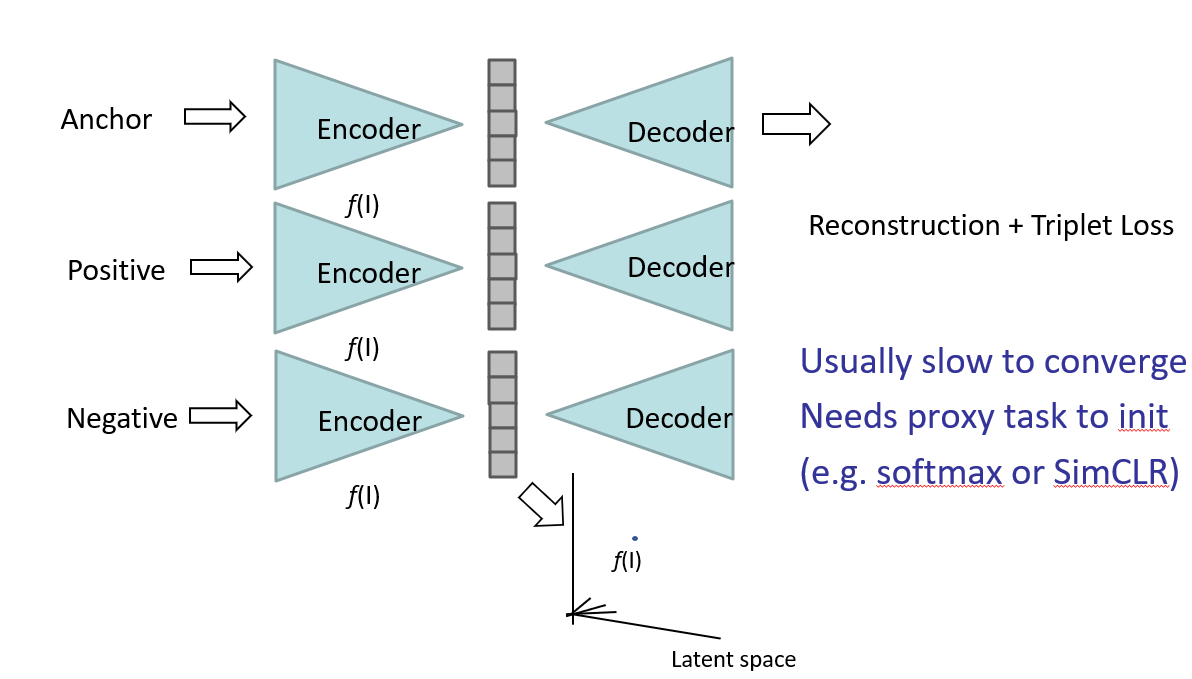 Anchor
Encoder
Decoder
f(I)
Reconstruction + Triplet Loss
Positive
Encoder
Decoder
f(I)
Usually slow to converge
Needs proxy task to init
(e.g. softmax or SimCLR)
Negative
Encoder
Decoder
f(I)
f(I)
Latent space